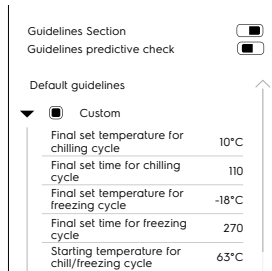 Guidelines Section
Guidelines predictive check
Default guidelines
Custom
Final set temperature for
chilling cycle
10°C
Final set time for chilling
cycle
110
Final set temperature for
freezing cycle
-18°C
Final set time for freezing
cycle
270
Starting temperature for
chill/freezing cycle
63°C